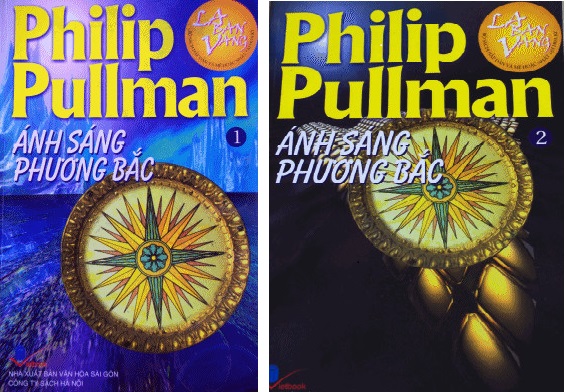 Philip
Pullman
LA BÀN
VÀNG
ÁNH SÁNG
PHƯƠNG BẮC
1
NHÀ XUẤT BẢN VĂN HÓA SÀI GÒN
CÔNG TY SÁCH HÀ NỘI
Philip
Pullman
LA BÀN
VÀNG
ÁNH SÁNG
PHƯƠNG BẮC
2